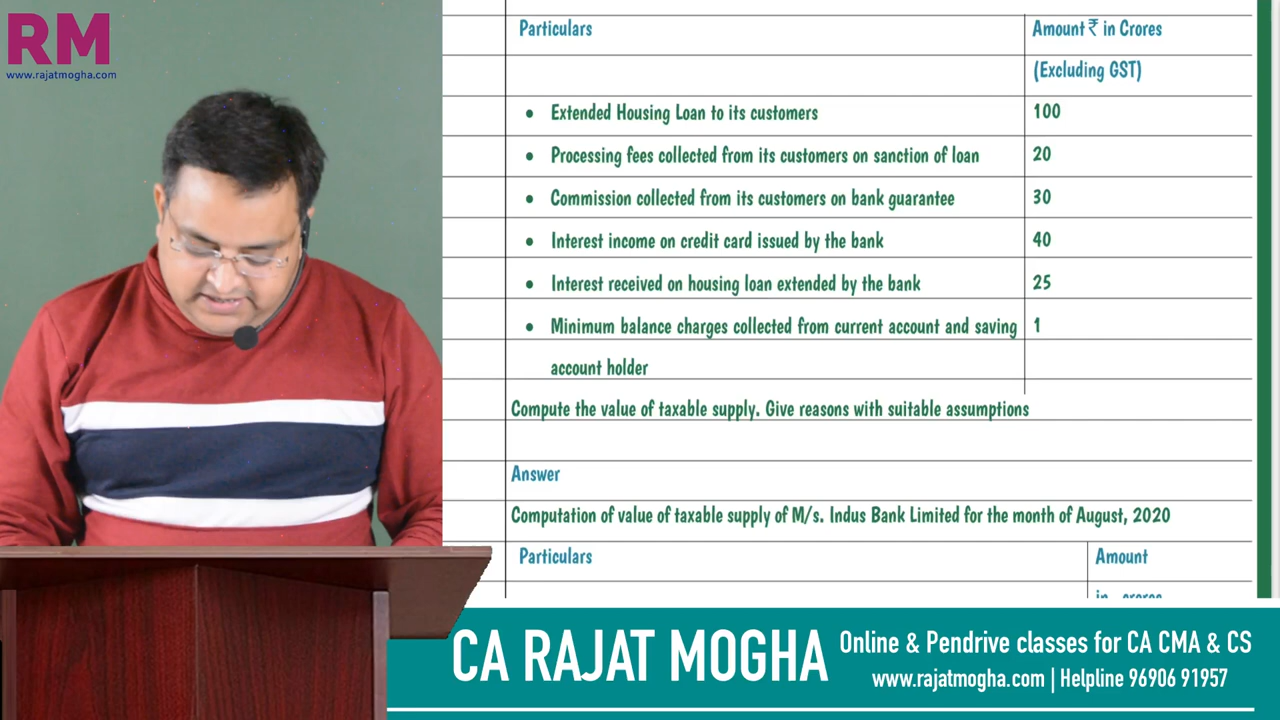 RM
www.rajatmogha.com
Particulars Amount ₹ in Crores
(Excluding GST)
• Extended Housing Loan to its customers 100
• Processing fees collected from its customers on sanction of loan 20
• Commission collected from its customers on bank guarantee 30
• Interest income on credit card issued by the bank 40
• Interest received on housing loan extended by the bank 25
• Minimum balance charges collected from current account and saving 1
account holder
Compute the value of taxable supply. Give reasons with suitable assumptions
Answer
Computation of value of taxable supply of M/s. Indus Bank Limited for the month of August, 2020
Particulars Amount
in crores
CA RAJAT MOGHA
Online & Pendrive classes for CA CMA & CS
www.rajatmogha.com | Helpline 96906 91957